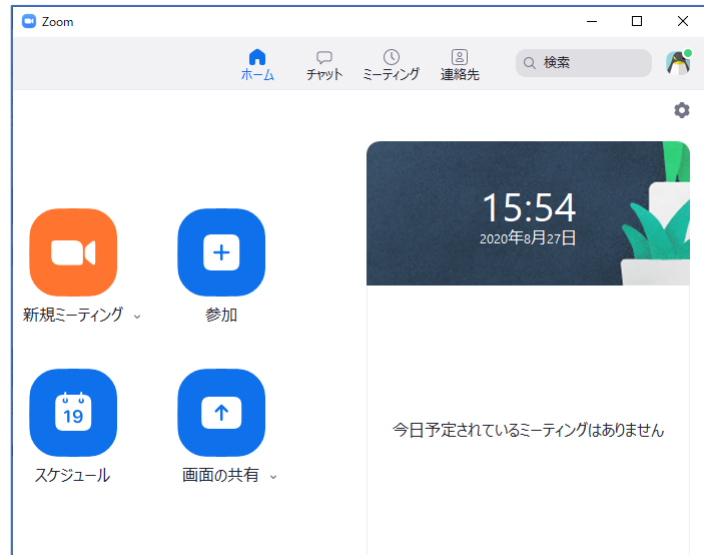 Zoom
ホーム
チャット
ミーティング
連絡先
検索
15:54
2020年8月27日
新規ミーティング
参加
19
スケジュール
画面の共有
今日予定されているミーティングはありません